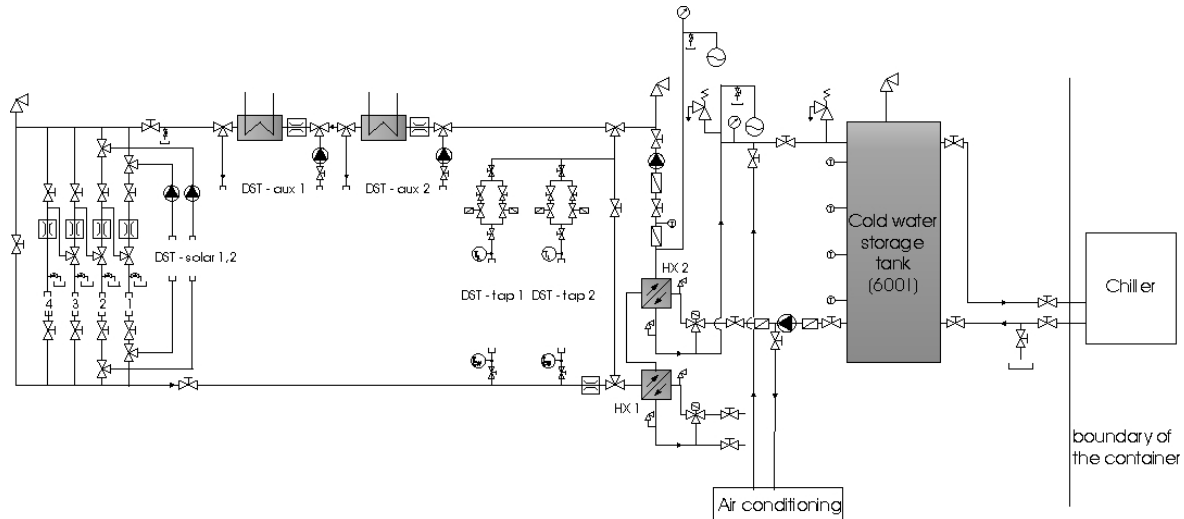 DST - aux 1
DST - aux 2
Cold water
storage
tank
(600l)
DST - solar 1,2
HX 2
Chiller
DST - tap 1
DST - tap 2
4
3
2
1
HX 1
boundary of
the container
Air conditioning